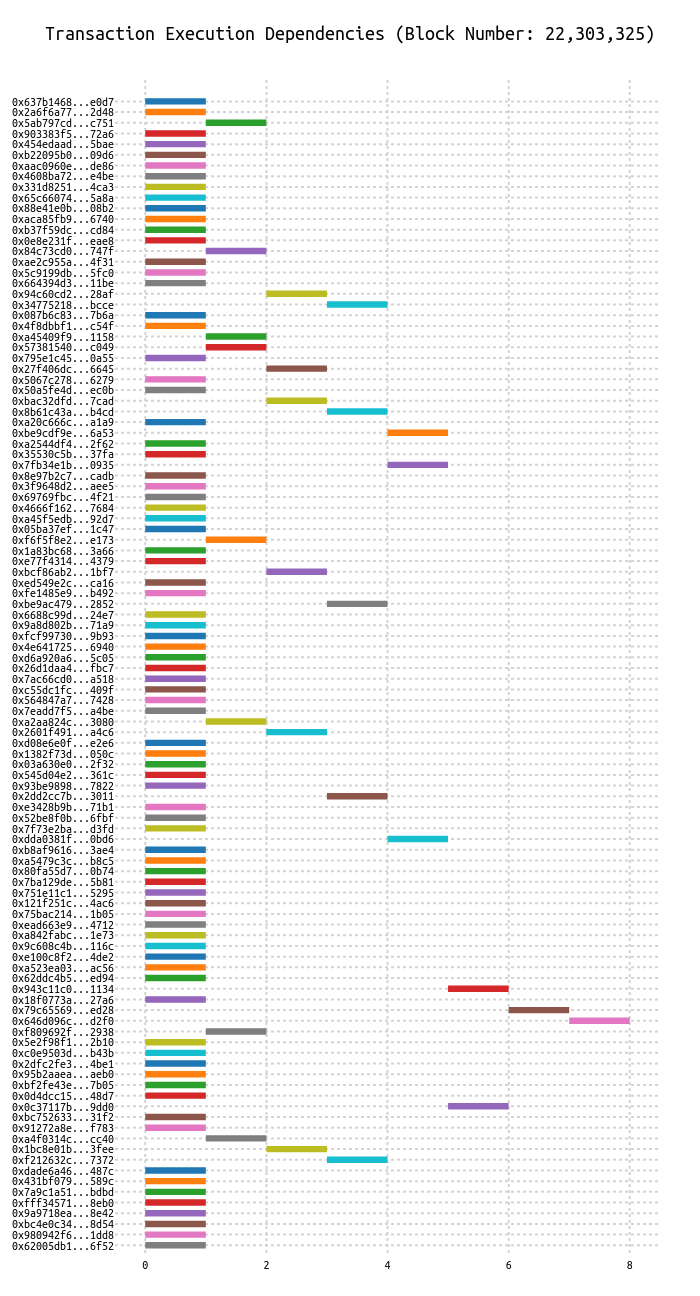 Transaction Execution Dependencies (Block Number: 22,303,325)
0x637b1468...e0d7
0x2a6f6a77...2d48
0x5ab797cd...c751
0x903383f5...72a6
0x454edaad...5bae
0xb22095b0...09d6
0xaac0960e...de86
0x4608ba72...e4be
0x331d8251...4ca3
0x65c66074...5a8a
0x88e41e0b...08b2
0xaca85fb9...6740
0xb37f59dc...cd84
0x0e8e231f...eae8
0x84c73cd0...747f
0xae2c955a...4f31
0x5c9199db...5fc0
0x664394d3...11be
0x94c60cd2...28af
0x34775218...bcce
0x087b6c83...7b6a
0x4f8dbbf1...c54f
0xa45409f9...1158
0x57381540...c049
0x795e1c45...0a55
0x27f406dc...6645
0x5067c278...6279
0x50a5fe4d...ec0b
0xbac32dfd...7cad
0x8b61c43a...b4cd
0xa20c666c...a1a9
0xbe9cdf9e...6a53
0xa2544df4...2f62
0x35530c5b...37fa
0x7fb34e1b...0935
0x8e97b2c7...cadb
0x3f9648d2...aee5
0x69769fbc...4f21
0x4666f162...7684
0xa45f5edb...92d7
0x05ba37ef...1c47
0xf6f5f8e2...e173
0x1a83bc68...3a66
0xe77f4314...4379
0xbcf86ab2...1bf7
0xed549e2c...ca16
0xfe1485e9...b492
0xbe9ac479...2852
0x6688c99d...24e7
0x9a8d802b...71a9
0xfcf99730...9b93
0x4e641725...6940
0xd6a920a6...5c05
0x26d1daa4...fbc7
0x7ac66cd0...a518
0xc55dc1fc...409f
0x564847a7...7428
0x7eadd7f5...a4be
0xa2aa824c...3080
0x2601f491...a4c6
0xd08e6e0f...e2e6
0x1382f73d...050c
0x03a630e0...2f32
0x545d04e2...361c
0x93be9898...7822
0x2dd2cc7b...3011
0xe3428b9b...71b1
0x52be8f0b...6fbf
0x7f73e2ba...d3fd
0xdda0381f...0bd6
0xb8af9616...3ae4
0xa5479c3c...b8c5
0x80fa55d7...0b74
0x7ba129de...5b81
0x751e11c1...5295
0x121f251c...4ac6
0x75bac214...1b05
0xead663e9...4712
0xa842fabc...1e73
0x9c608c4b...116c
0xe100c8f2...4de2
0xa523ea03...ac56
0x62ddc4b5...ed94
0x943c11c0...1134
0x18f0773a...27a6
0x79c65569...ed28
0x646d096c...d2f0
0xf809692f...2938
0x5e2f98f1...2b10
0xc0e9503d...b43b
0x2dfc2fe3...4be1
0x95b2aaea...aeb0
0xbf2fe43e...7b05
0x0d4dcc15...48d7
0x0c37117b...9dd0
0xbc752633...31f2
0x91272a8e...f783
0xa4f0314c...cc40
0x1bc8e01b...3fee
0xf212632c...7372
0xdade6a46...487c
0x431bf079...589c
0x7a9c1a51...bdbd
0xfff34571...8eb0
0x9a9718ea...8e42
0xbc4e0c34...8d54
0x980942f6...1dd8
0x62005db1...6f52
0 2 4 6 8